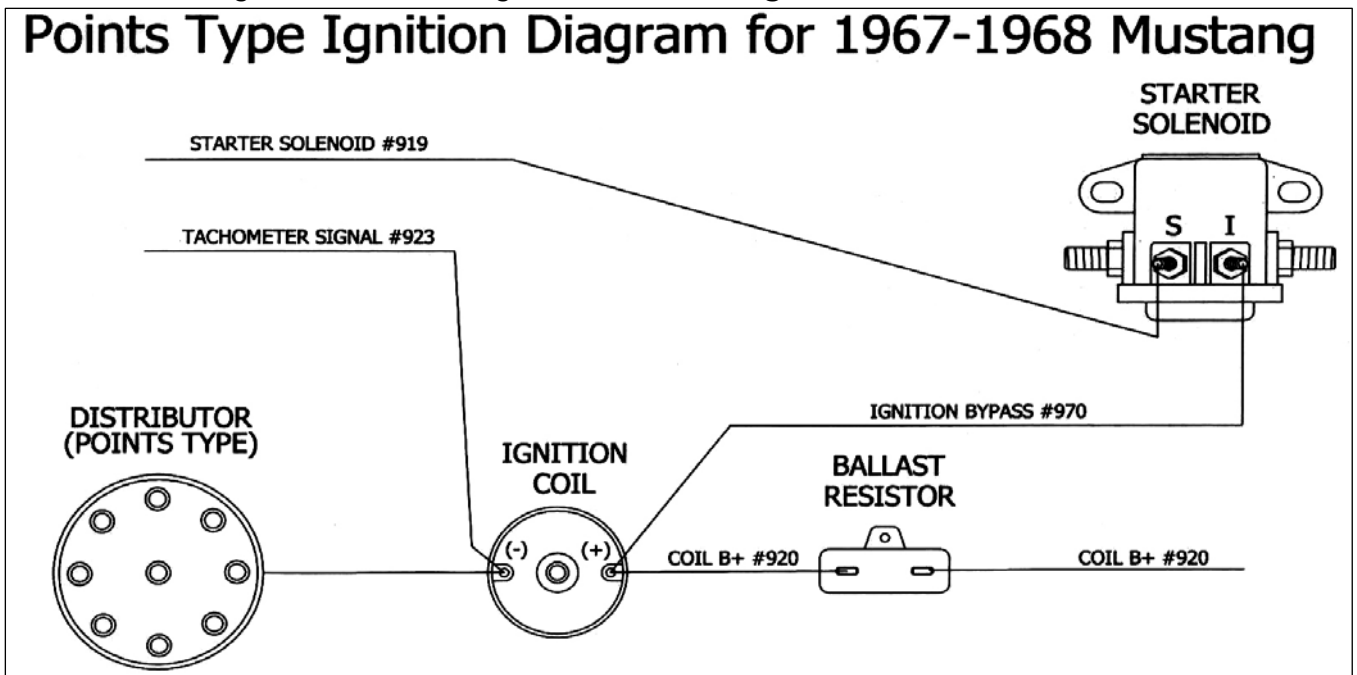 Points Type Ignition Diagram for 1967-1968 Mustang
STARTER
SOLENOID
STARTER SOLENOID #919
TACHOMETER SIGNAL #923
S I
IGNITION BYPASS #970
DISTRIBUTOR
(POINTS TYPE)
IGNITION
COIL
BALLAST
RESISTOR
(-) (+)
COIL B+ #920
COIL B+ #920